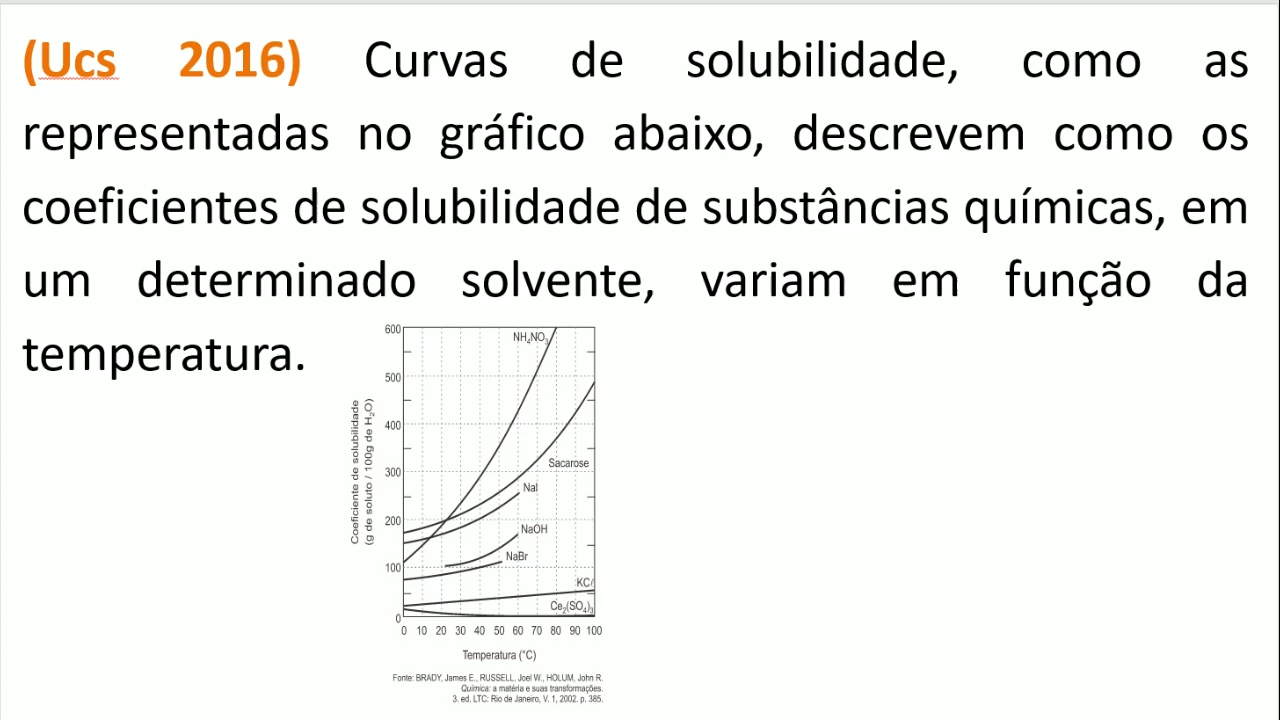 (Ucs 2016) Curvas de solubilidade, como as
representadas no gráfico abaixo, descrevem como os
coeficientes de solubilidade de substâncias químicas, em
um determinado solvente, variam em função da
temperatura.
600
500
400
300
200
100
0
Coeficiente de solubilidade
(g de soluto / 100g de H₂O)
NH₄NO₃
Sacarose
NaI
NaOH
NaBr
KCl
Ce₂(SO₄)₃
0 10 20 30 40 50 60 70 80 90 100
Temperatura (°C)
Fonte: BRADY, James E., RUSSELL, Joel W., HOLUM, John R.
Química: a matéria e suas transformações.
3. ed. LTC: Rio de Janeiro, V. 1, 2002. p. 385.